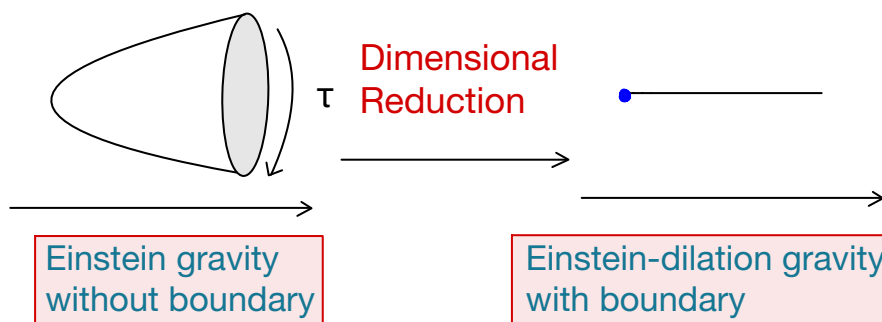 Dimensional
Reduction
τ
Einstein gravity
without boundary
Einstein-dilation gravity
with boundary